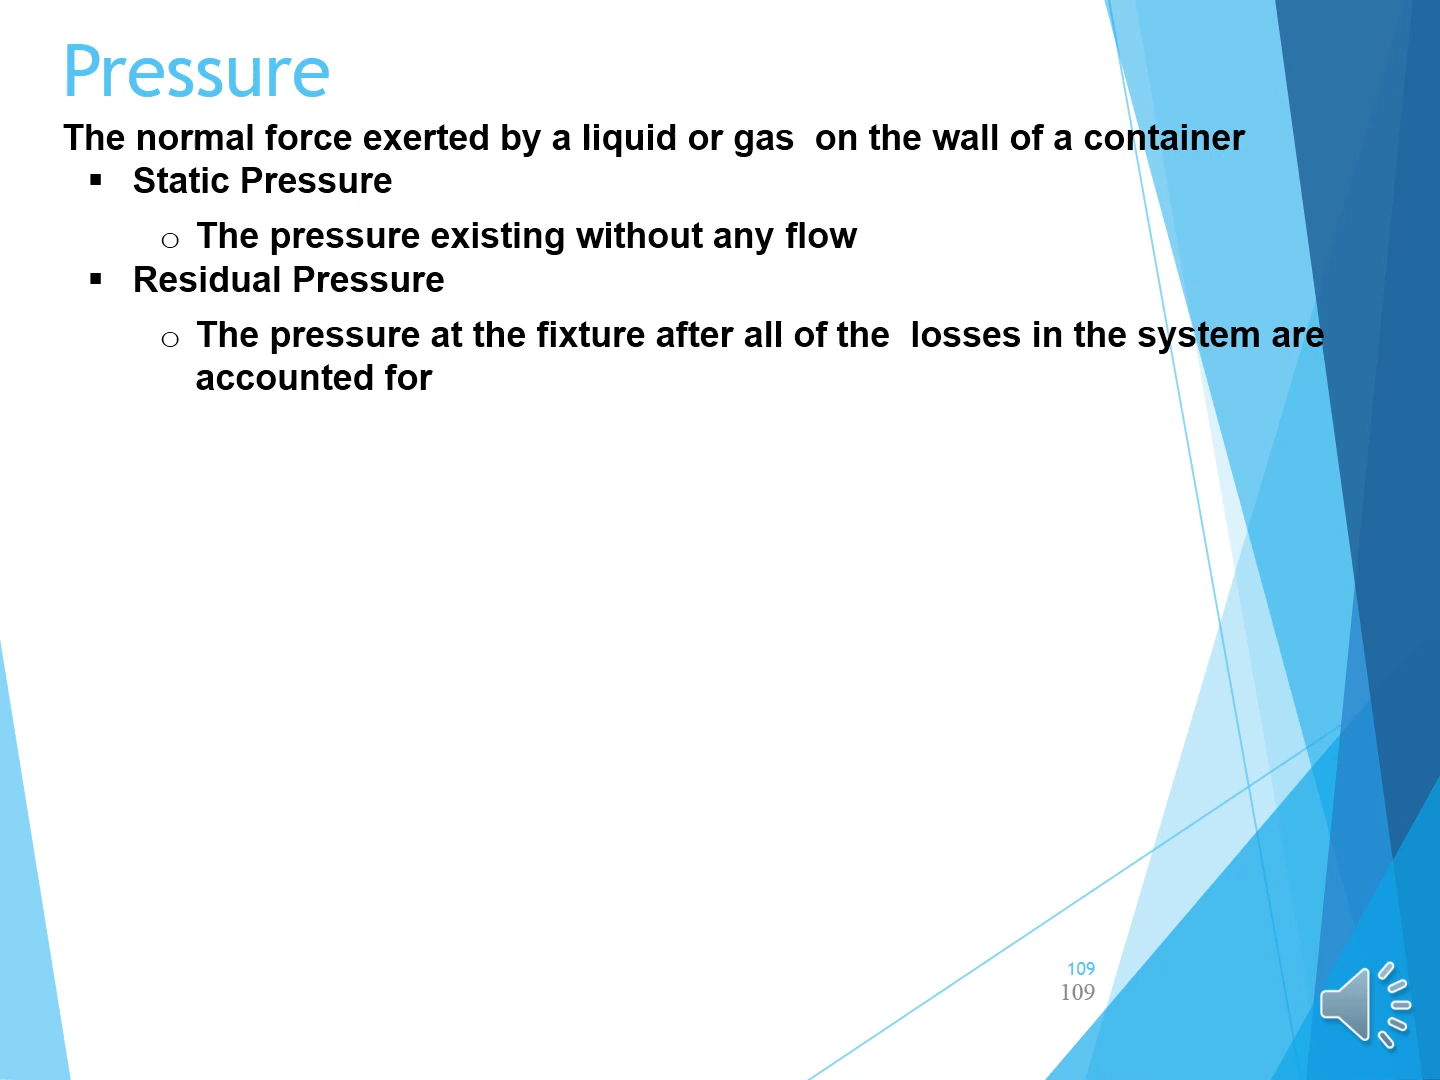 Pressure
The normal force exerted by a liquid or gas on the wall of a container
▪ Static Pressure
o The pressure existing without any flow
▪ Residual Pressure
o The pressure at the fixture after all of the losses in the system are
accounted for
109
109